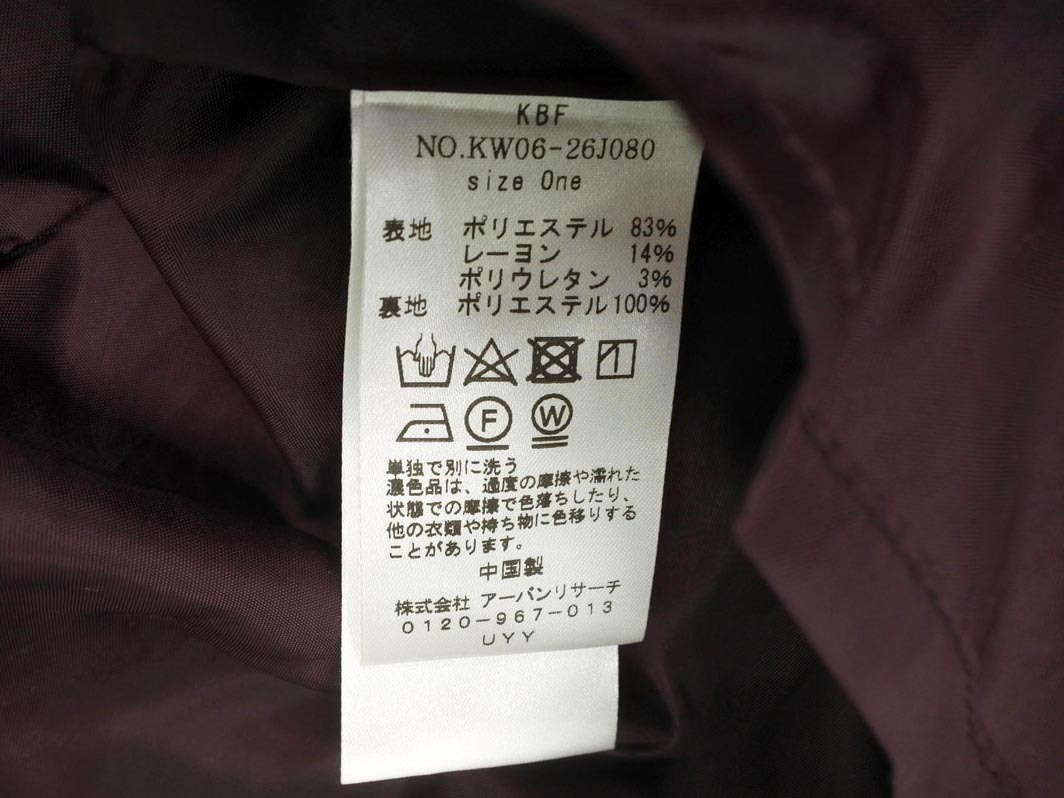 KBF
NO.KW06-26J080
size One
表地 ポリエステル 83%
レーヨン 14%
ポリウレタン 3%
裏地 ポリエステル100%
F W
単独で別に洗う
濃色品は、過度の摩擦や濡れた
状態での摩擦で色落ちしたり、
他の衣類や持ち物に色移りする
ことがあります。
中国製
株式会社 アーバンリサーチ
0120-967-013
UYY